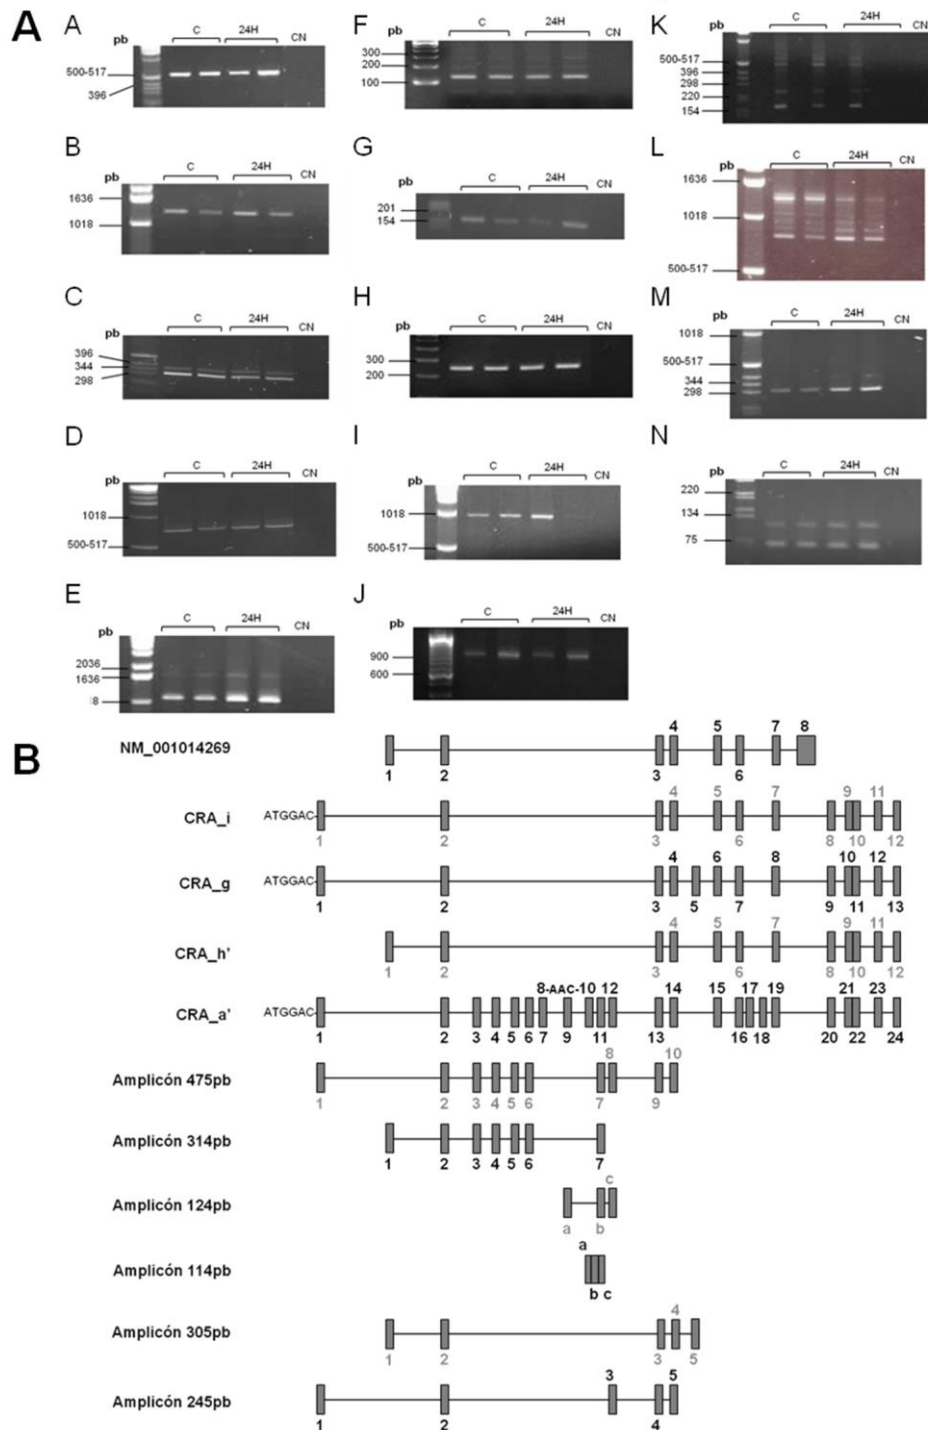 A
A
pb
C
24H
CN
500-517
396
B
pb
C
24H
CN
1636
1018
C
pb
C
24H
CN
396
344
298
D
pb
C
24H
CN
1018
500-517
E
pb
C
24H
CN
2036
1636
8
F
pb
C
24H
CN
300
200
100
G
pb
C
24H
CN
201
154
H
pb
C
24H
CN
300
200
I
pb
C
24H
CN
1018
500-517
J
pb
C
24H
CN
900
600
K
pb
C
24H
CN
500-517
396
298
220
154
L
pb
C
24H
CN
1636
1018
500-517
M
pb
C
24H
CN
1018
500-517
344
298
N
pb
C
24H
CN
220
134
75
B
4 5 7 8
NM_001014269
1 2 3 6
4 5 7 9 11
CRA_i ATGGAC
1 2 3 6 8 10 12
4 6 8 10 12
CRA_g ATGGAC
1 2 3 5 7 9 11 13
4 5 7 9 11
CRA_h'
1 2 3 6 8 10 12
8-AAC-10 12 14 15 17 19 21 23
CRA_a' ATGGAC
1 2 3 4 5 6 7 9 11 13 16 18 20 22 24
8 10
Amplicón 475pb
1 2 3 4 5 6 7 9
Amplicón 314pb
1 2 3 4 5 6 7
c
Amplicón 124pb
a b
a
Amplicón 114pb
b c
4
Amplicón 305pb
1 2 3 5
3 5
Amplicón 245pb
1 2 4